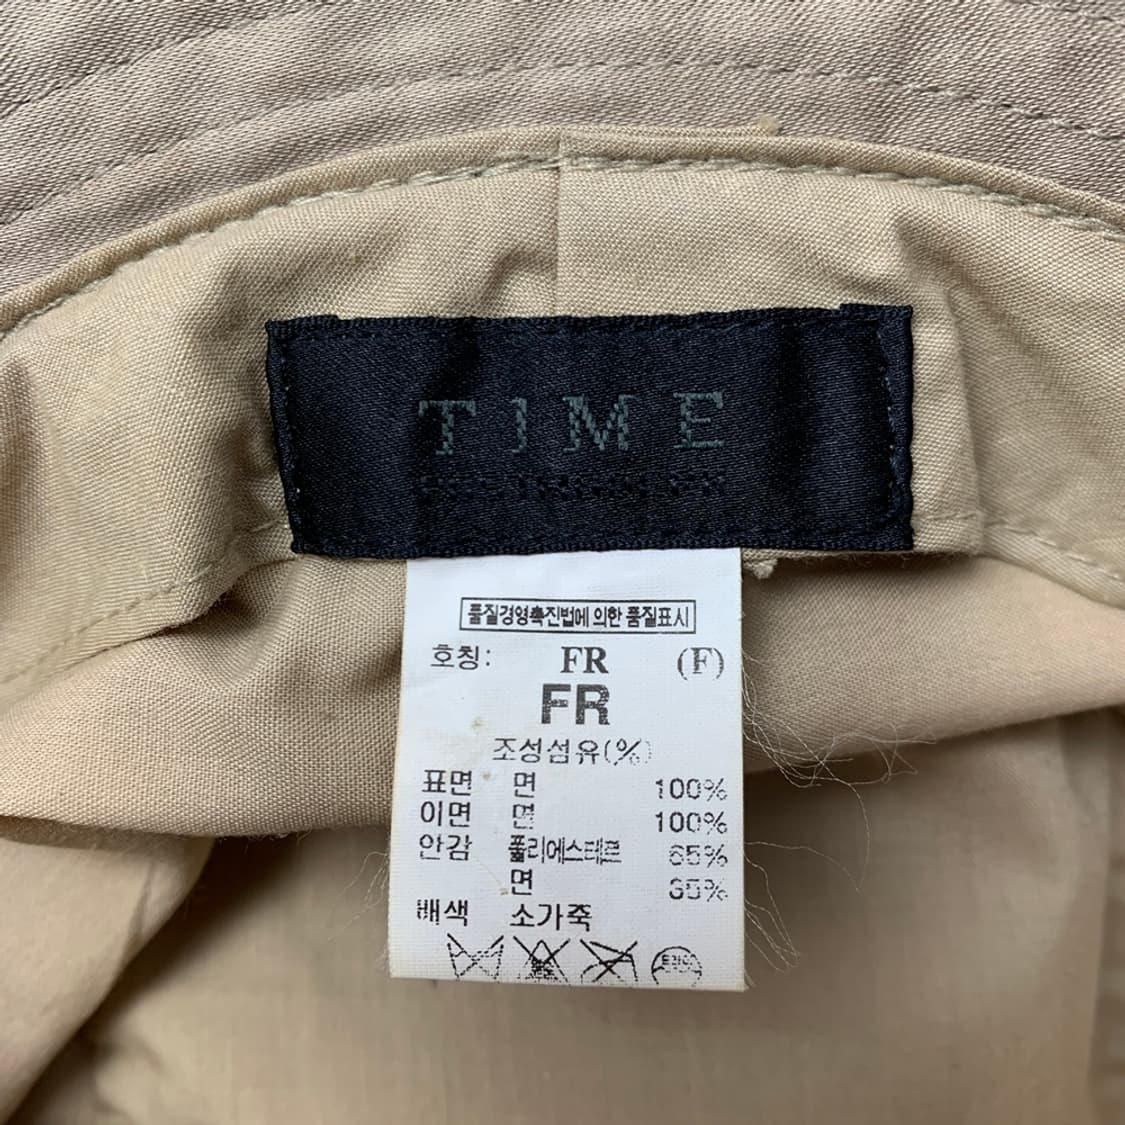 TIME
품질경영촉진법에 의한 품질표시
호칭: FR (F)
FR
조성섬유(%)
표면 면 100%
이면 면 100%
안감 폴리에스테르 65%
면 35%
배색 소가죽